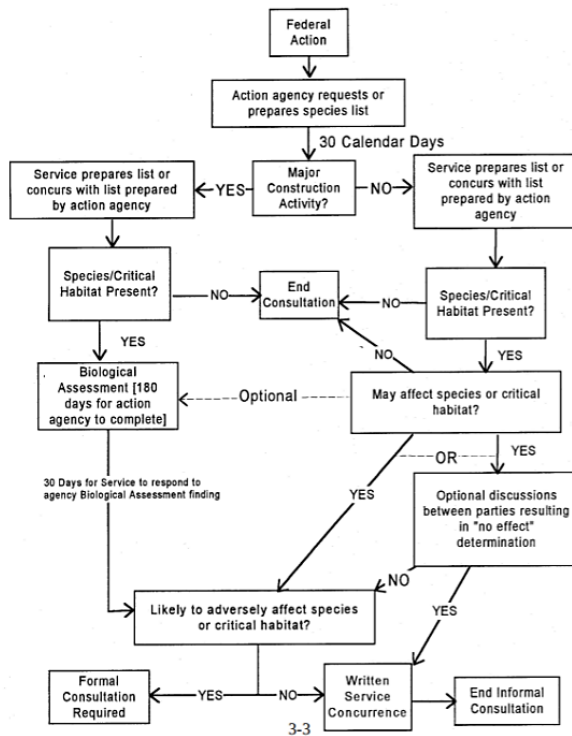 Federal
Action
Action agency requests or
prepares species list
30 Calendar Days
Service prepares list or
concurs with list prepared
by action agency
YES
Major
Construction
Activity?
NO
Service prepares list or
concurs with list
prepared by action
agency
Species/Critical
Habitat Present?
NO
End
Consultation
NO
Species/Critical
Habitat Present?
YES
NO
YES
Biological
Assessment [180
days for action
agency to complete]
Optional
May affect species or critical
habitat?
30 Days for Service to respond to
agency Biological Assessment finding
YES
OR
YES
Optional discussions
between parties resulting
in "no effect"
determination
NO
YES
Likely to adversely affect species
or critical habitat?
Formal
Consultation
Required
YES
NO
Written
Service
Concurrence
End Informal
Consultation
3-3